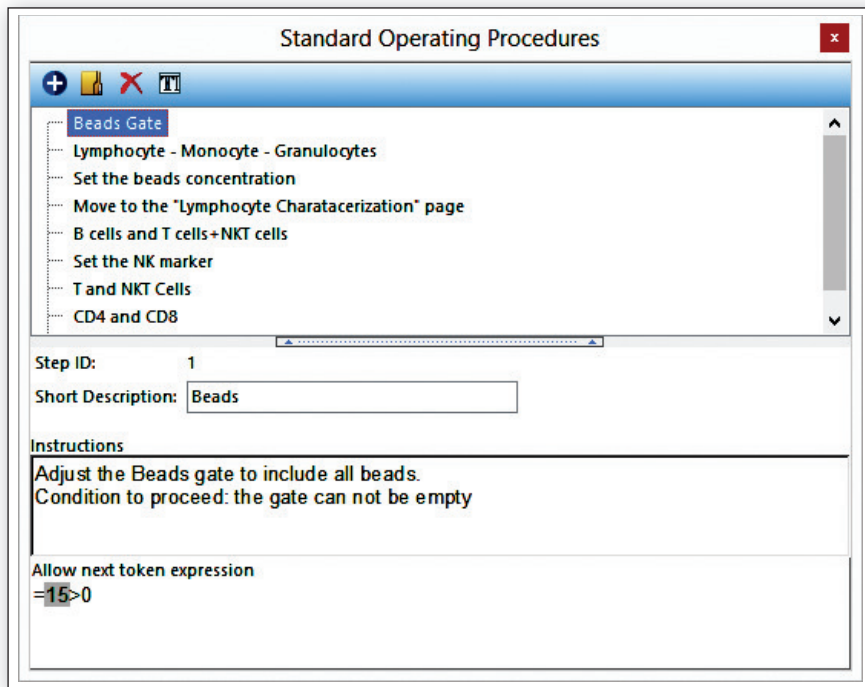 Standard Operating Procedures
x
Beads Gate
Lymphocyte - Monocyte - Granulocytes
Set the beads concentration
Move to the "Lymphocyte Charatacerization" page
B cells and T cells+NKT cells
Set the NK marker
T and NKT Cells
CD4 and CD8
Step ID: 1
Short Description: Beads
Instructions
Adjust the Beads gate to include all beads.
Condition to proceed: the gate can not be empty
Allow next token expression
=15>0